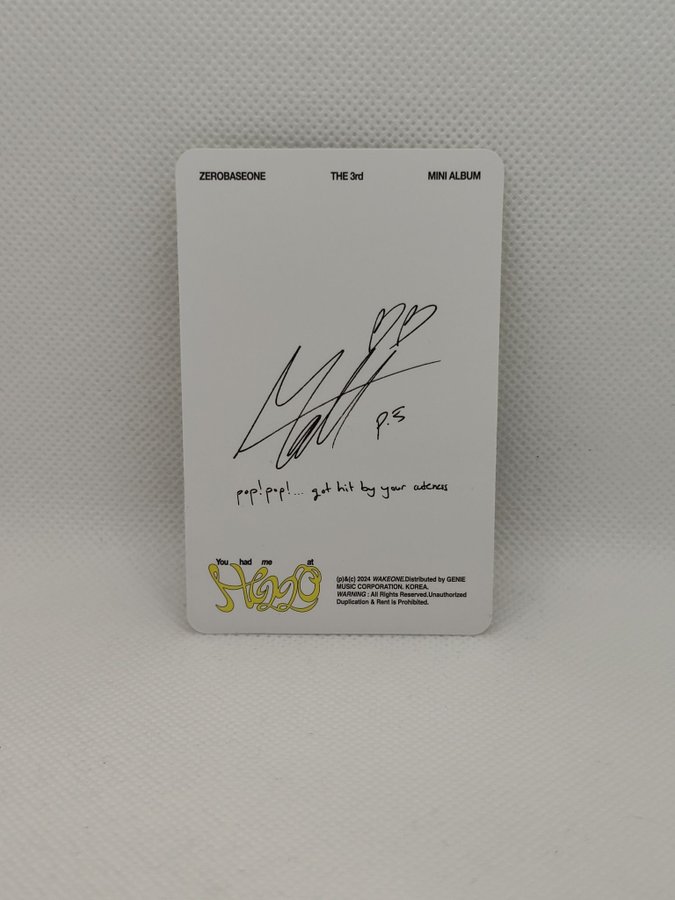 ZEROBASEONE THE 3rd MINI ALBUM
Matt
P.S
pop!pop!... got hit by your cuteness
You had me at
HELLO
(p)&(c) 2024 WAKEONE.Distributed by GENIE
MUSIC CORPORATION. KOREA.
WARNING : All Rights Reserved.Unauthorized
Duplication & Rent is Prohibited.